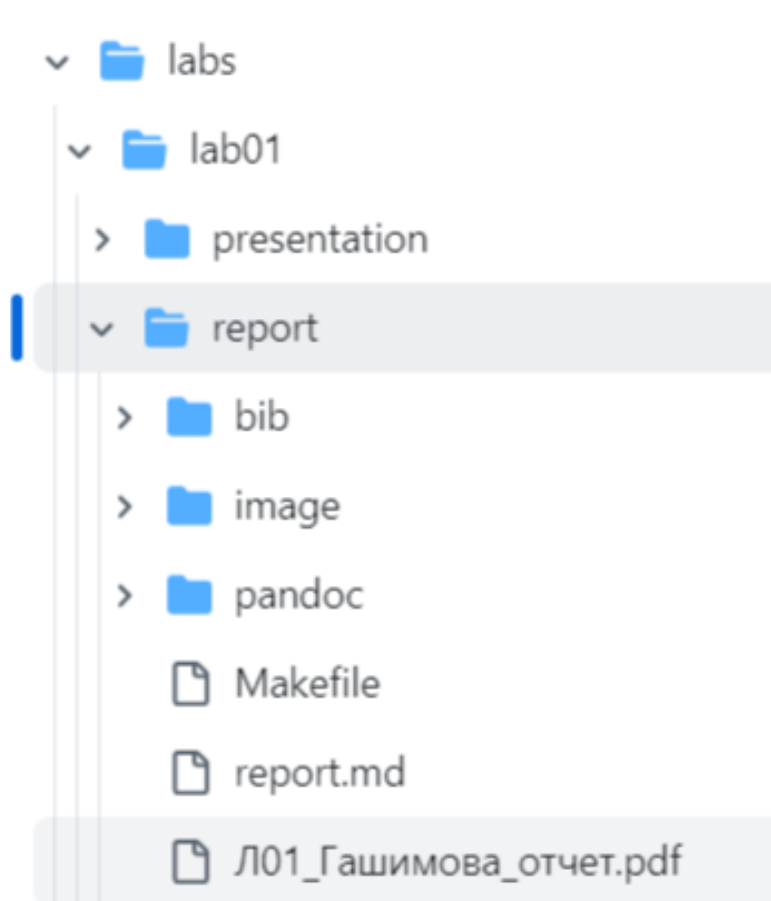 labs
lab01
presentation
report
bib
image
pandoc
Makefile
report.md
Л01_Гашимова_отчет.pdf